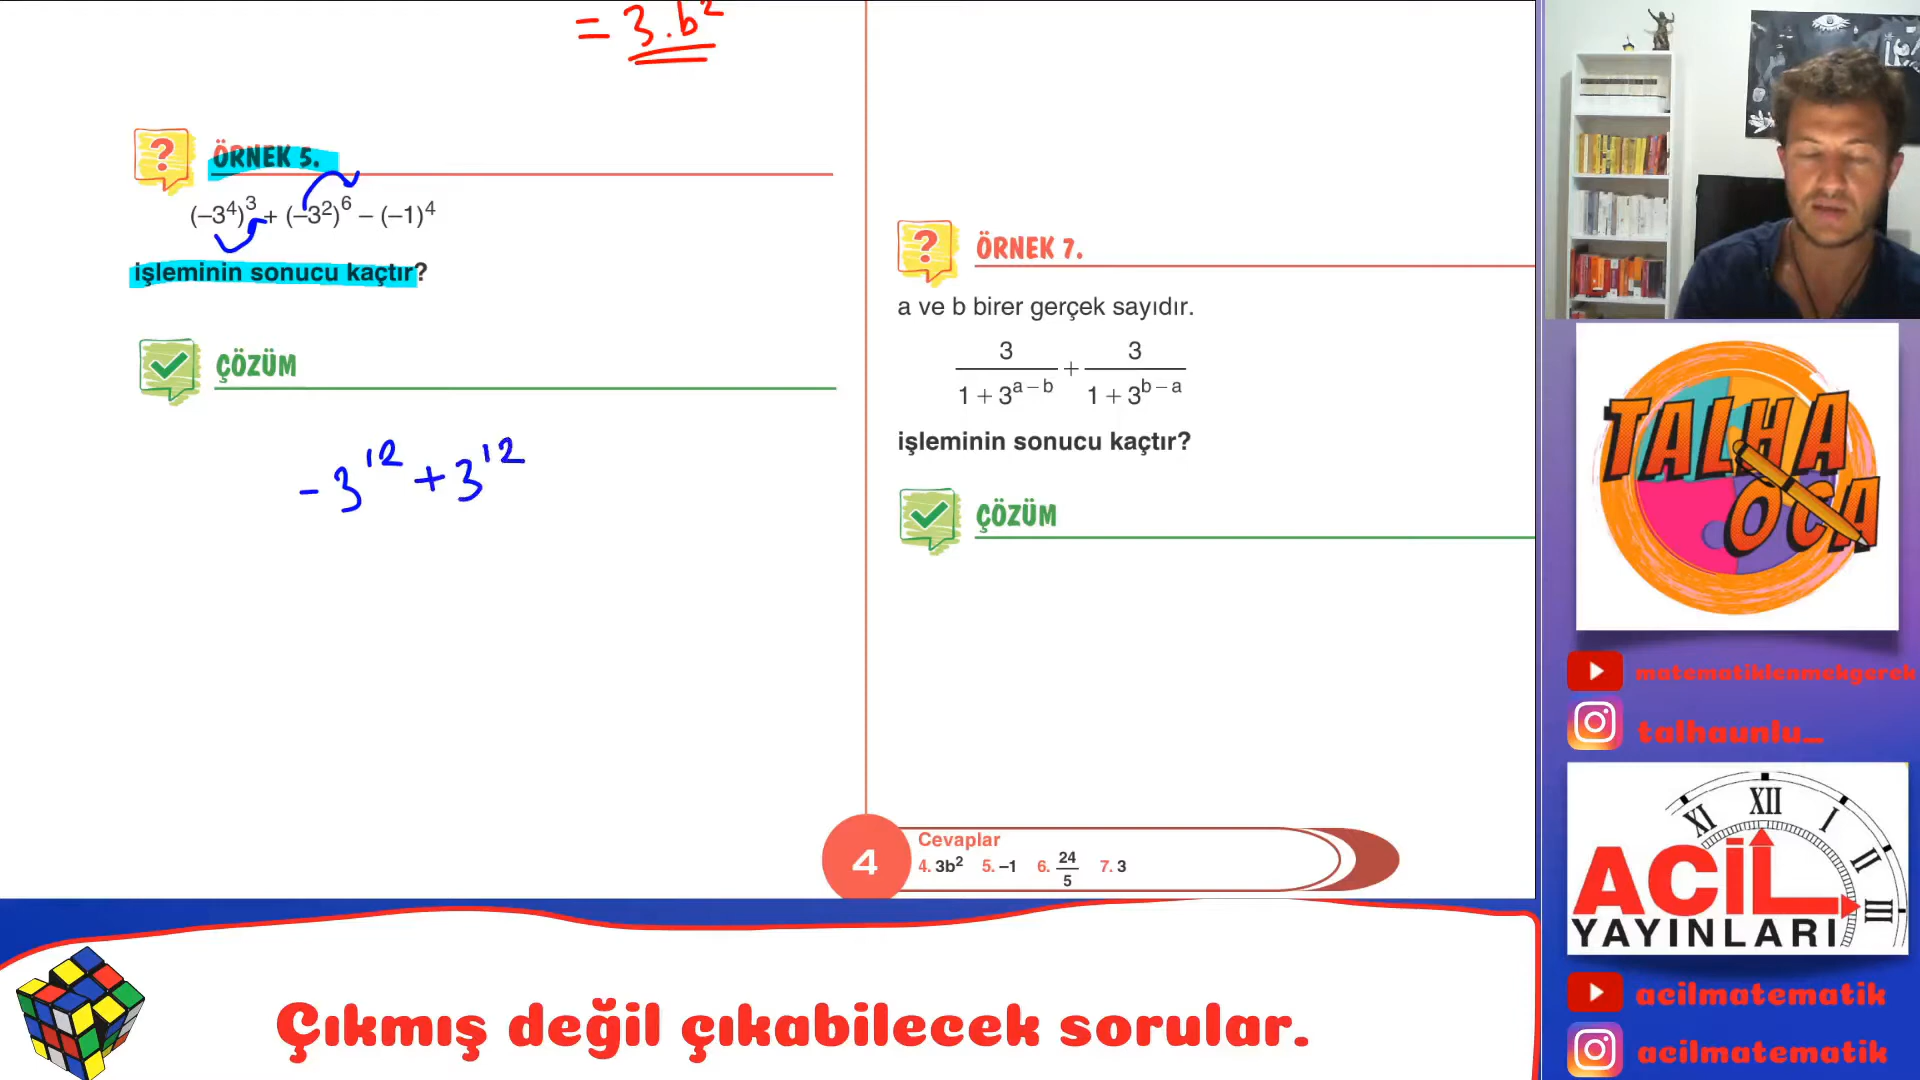 = 3.b²
?
ÖRNEK 5.
(−3⁴)³ + (−3²)⁶ − (−1)⁴
işleminin sonucu kaçtır?
ÇÖZÜM
- 3¹² + 3¹²
?
ÖRNEK 7.
a ve b birer gerçek sayıdır.
3/(1 + 3^(a − b)) + 3/(1 + 3^(b − a))
işleminin sonucu kaçtır?
ÇÖZÜM
4
Cevaplar
4. 3b² 5. −1 6. 24/5 7. 3
TALHA
OCA
matematiklenmekgerek
talhaunlu_
XI XII I II III
ACİL
YAYINLARI
acilmatematik
acilmatematik
Çıkmış değil çıkabilecek sorular.